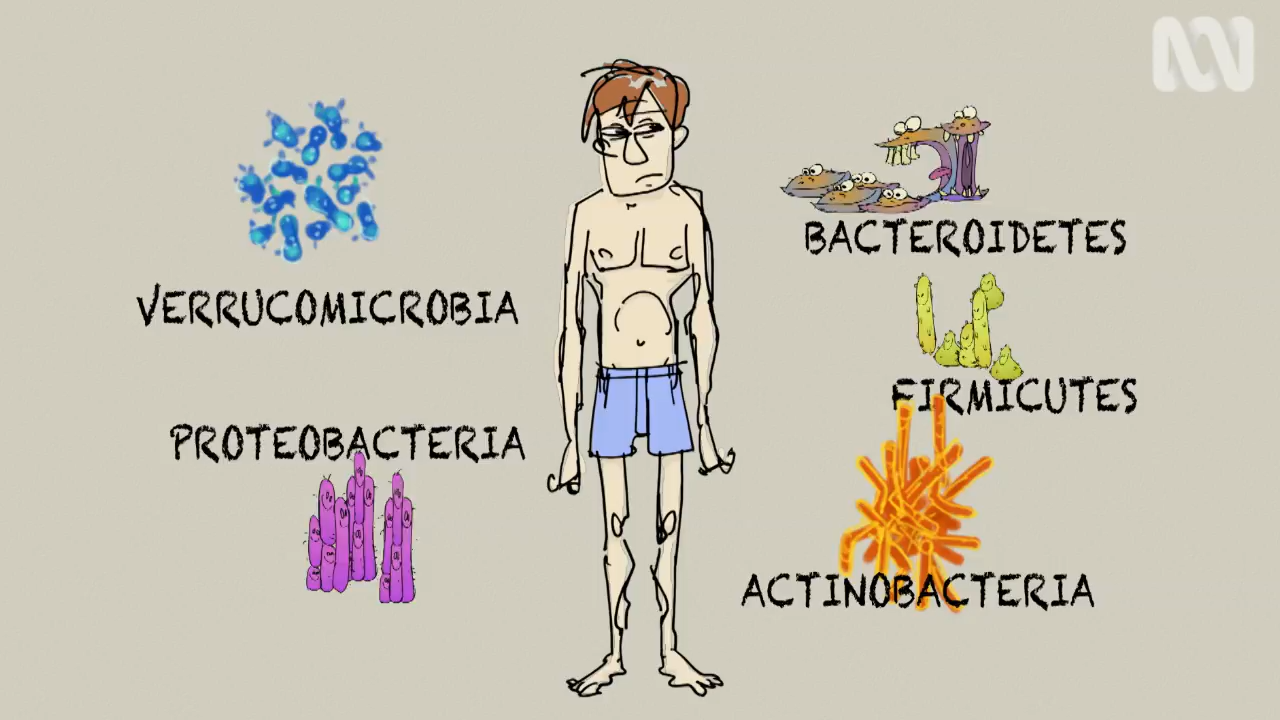 BACTEROIDETES
VERRUCOMICROBIA
FIRMICUTES
PROTEOBACTERIA
ACTINOBACTERIA